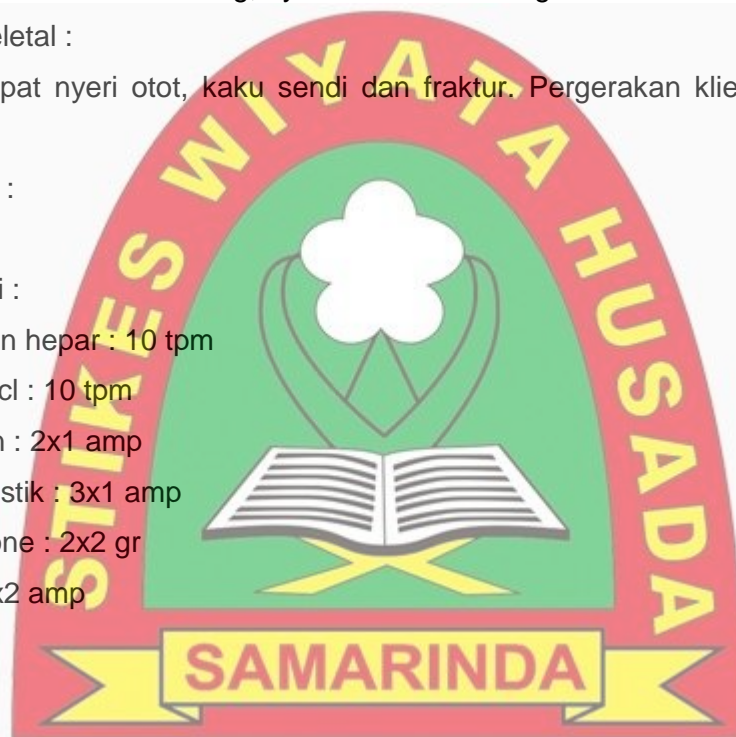 letal :
pat nyeri otot, kaku sendi dan fraktur. Pergerakan klie
:
i :
n hepar : 10 tpm
cl : 10 tpm
: 2x1 amp
stik : 3x1 amp
one : 2x2 gr
x2 amp
STIKES WIYATA HUSADA
SAMARINDA